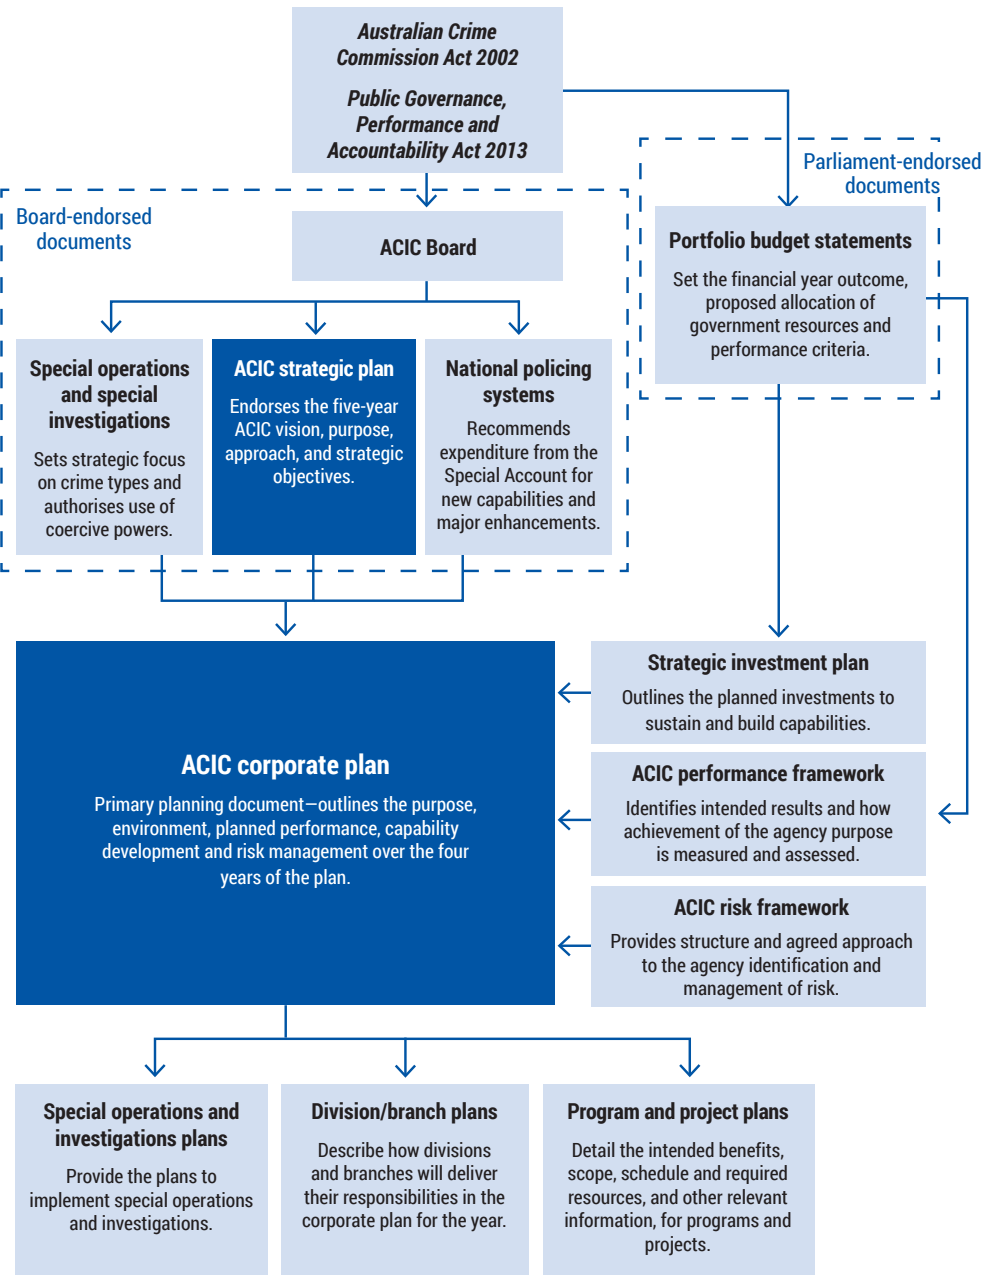 Australian Crime
Commission Act 2002
Public Governance,
Performance and
Accountability Act 2013
Parliament-endorsed
documents
Board-endorsed
documents
ACIC Board
Portfolio budget statements
Set the financial year outcome,
proposed allocation of
government resources and
performance criteria.
Special operations
and special
investigations
Sets strategic focus
on crime types and
authorises use of
coercive powers.
ACIC strategic plan
Endorses the five-year
ACIC vision, purpose,
approach, and strategic
objectives.
National policing
systems
Recommends
expenditure from the
Special Account for
new capabilities and
major enhancements.
ACIC corporate plan
Primary planning document—outlines the purpose,
environment, planned performance, capability
development and risk management over the four
years of the plan.
Strategic investment plan
Outlines the planned investments to
sustain and build capabilities.
ACIC performance framework
Identifies intended results and how
achievement of the agency purpose
is measured and assessed.
ACIC risk framework
Provides structure and agreed approach
to the agency identification and
management of risk.
Special operations and
investigations plans
Provide the plans to
implement special operations
and investigations.
Division/branch plans
Describe how divisions
and branches will deliver
their responsibilities in the
corporate plan for the year.
Program and project plans
Detail the intended benefits,
scope, schedule and required
resources, and other relevant
information, for programs and
projects.